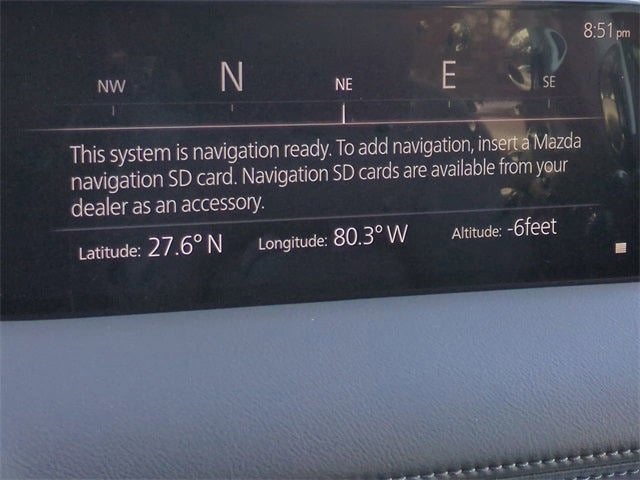 8:51 pm
NW N NE E SE
This system is navigation ready. To add navigation, insert a Mazda
navigation SD card. Navigation SD cards are available from your
dealer as an accessory.
Latitude: 27.6° N Longitude: 80.3° W Altitude: -6feet